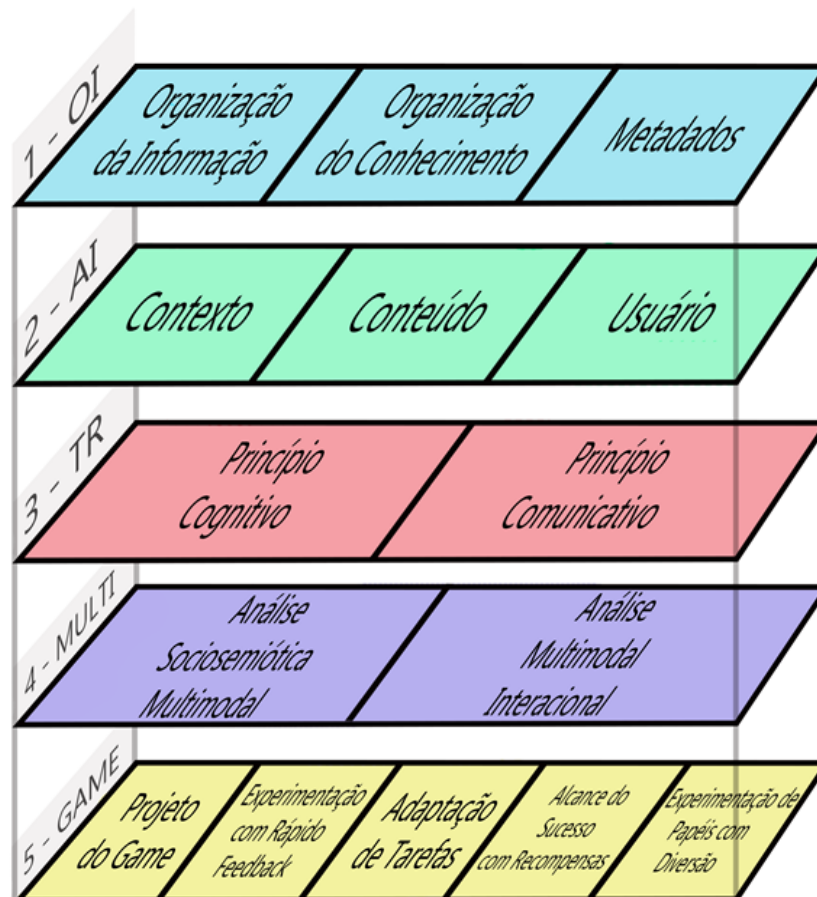 1 - OI
Organização
da Informação
Organização
do Conhecimento
Metadados
2 - AI
Contexto
Conteúdo
Usuário
3 - TR
Princípio
Cognitivo
Princípio
Comunicativo
4 - MULTI
Análise
Sociosemiótica
Multimodal
Análise
Multimodal
Interacional
5 - GAME
Projeto
do Game
Experimentação
com Rápido
Feedback
Adaptação
de Tarefas
Alcance do
Sucesso
com Recompensas
Experimentação de
Papéis com
Diversão